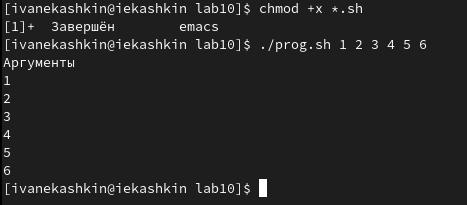 [ivanekashkin@iekashkin lab10]$ chmod +x *.sh
[1]+  Завершён        emacs
[ivanekashkin@iekashkin lab10]$ ./prog.sh 1 2 3 4 5 6
Аргументы
1
2
3
4
5
6
[ivanekashkin@iekashkin lab10]$